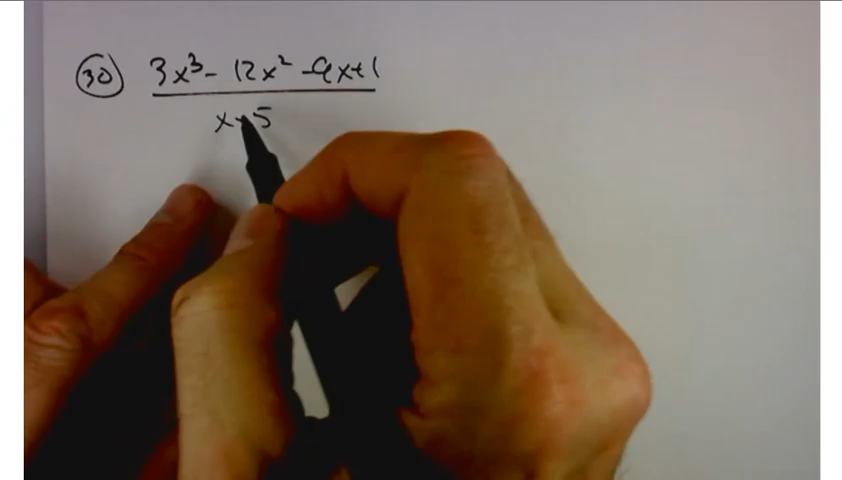 30 3x³ - 12x² - 9x + 1
x - 5